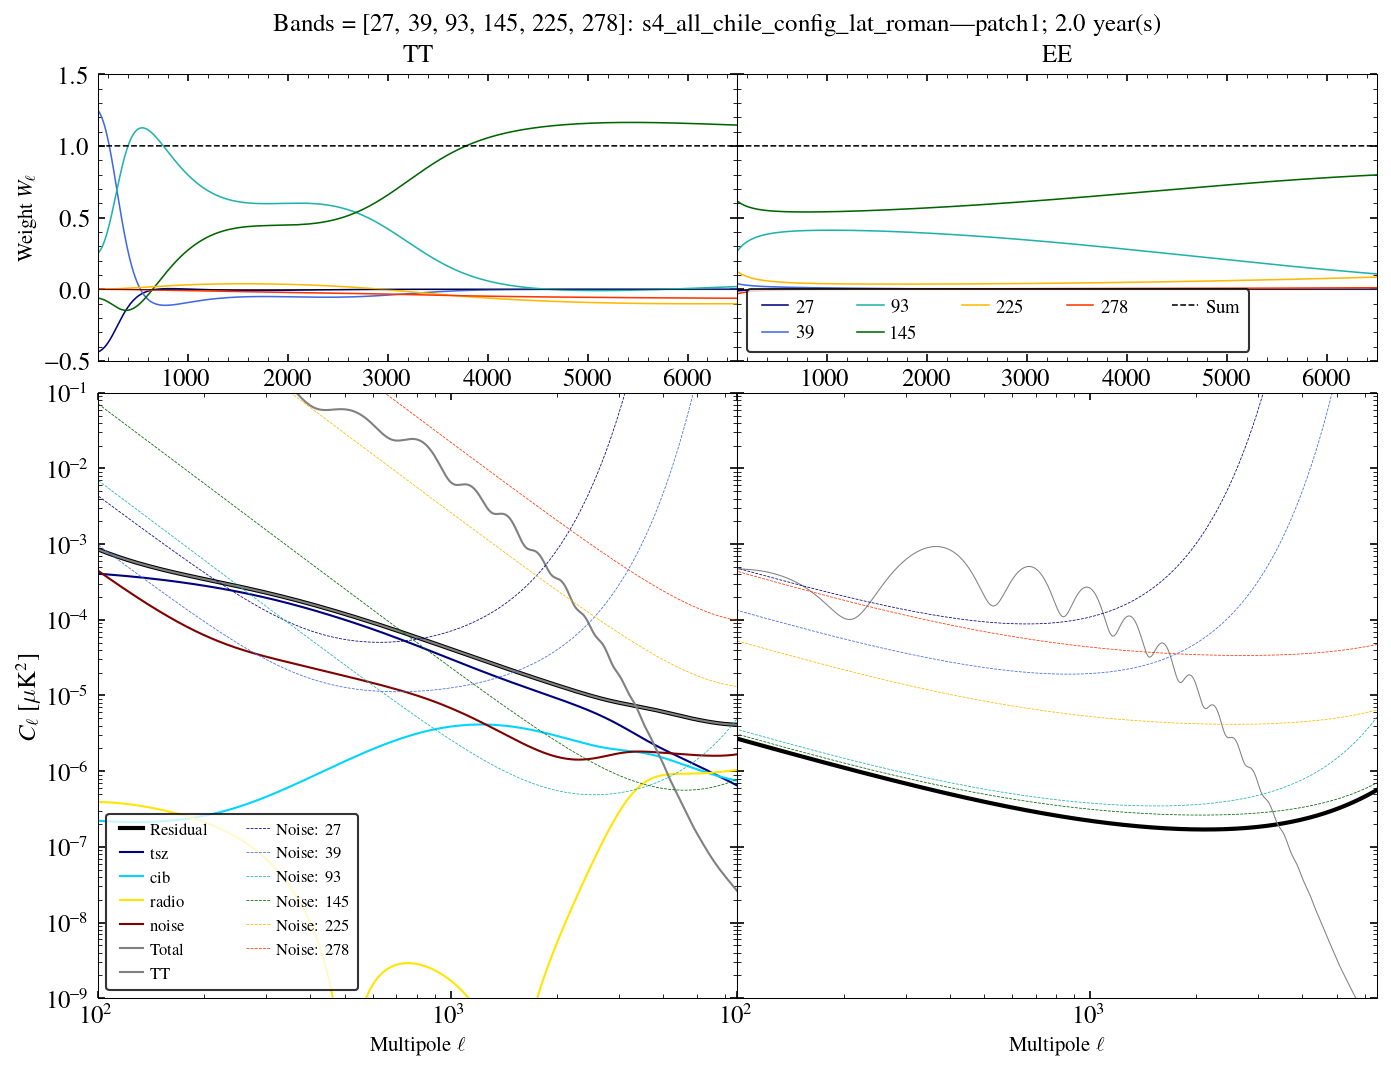 Bands = [27, 39, 93, 145, 225, 278]: s4_all_chile_config_lat_roman—patch1; 2.0 year(s)
TT EE
1.5
1.0
0.5
0.0
−0.5
Weight Wℓ
27 93 225 278 Sum
39 145
1000 2000 3000 4000 5000 6000 1000 2000 3000 4000 5000 6000
10⁻¹
10⁻²
10⁻³
10⁻⁴
10⁻⁵
10⁻⁶
10⁻⁷
10⁻⁸
10⁻⁹
Cℓ [μK²]
Residual Noise: 27
tsz Noise: 39
cib Noise: 93
radio Noise: 145
noise Noise: 225
Total Noise: 278
TT
10² 10³ 10² 10³
Multipole ℓ Multipole ℓ